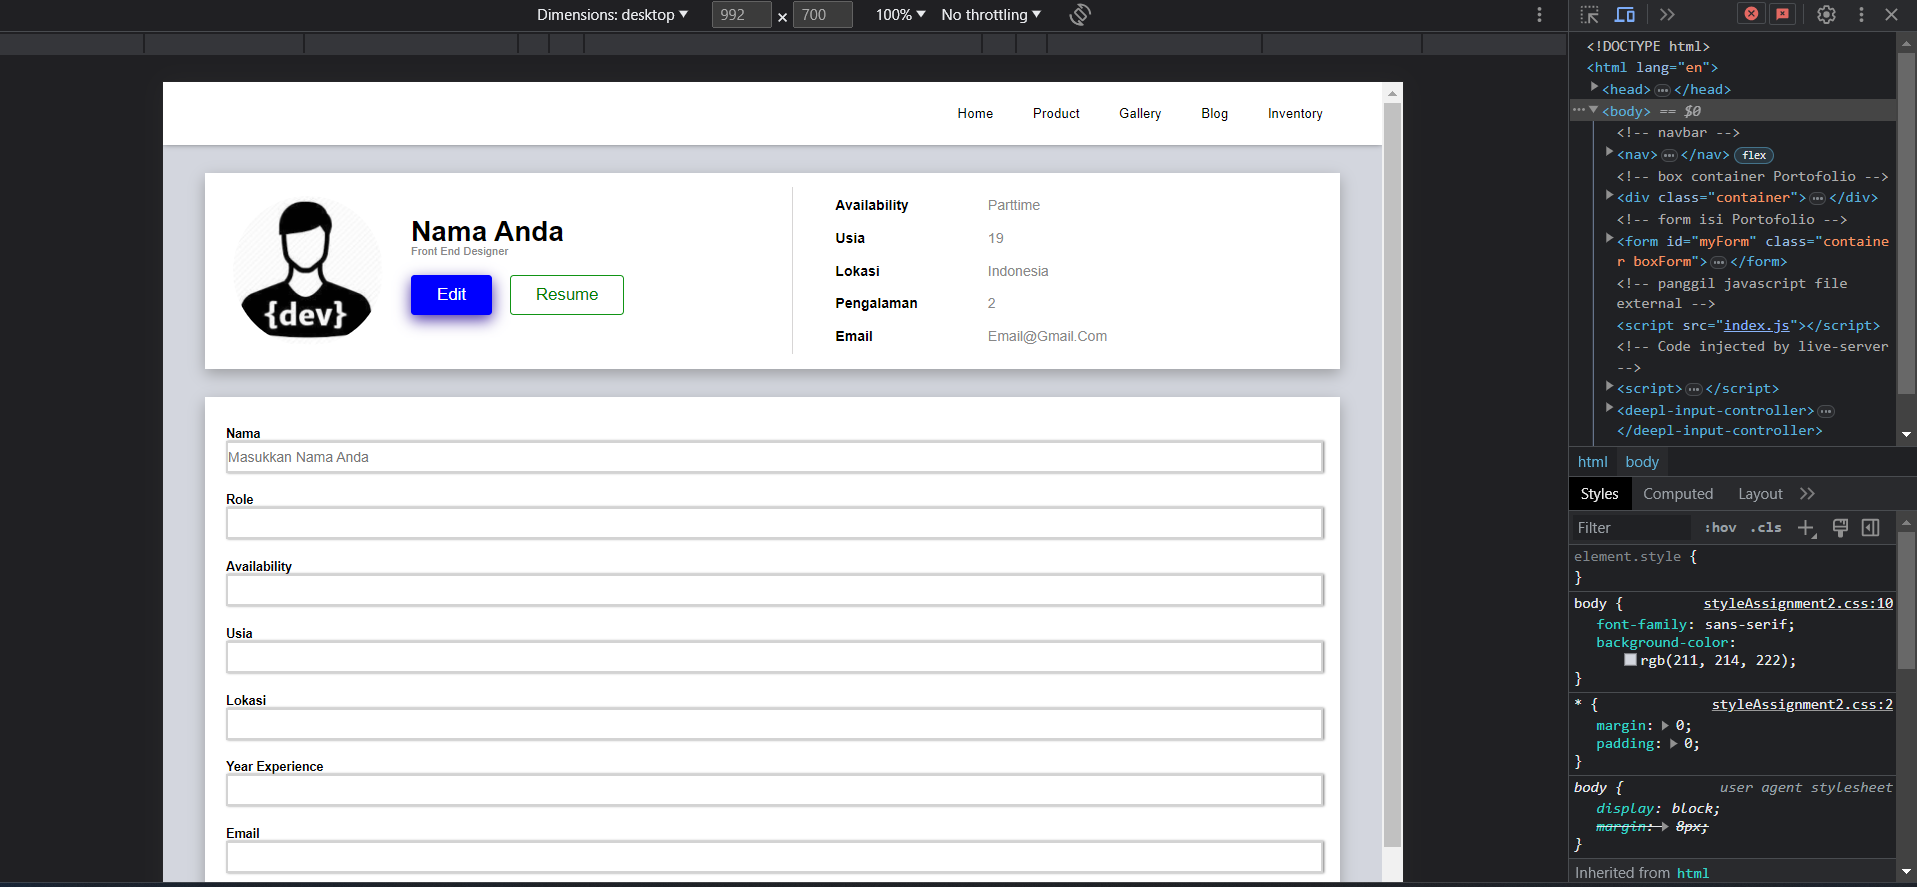 Dimensions: desktop ▼ 992 × 700 100% ▼ No throttling ▼
Home Product Gallery Blog Inventory
{dev}
Nama Anda
Front End Designer
Edit Resume
Availability Parttime
Usia 19
Lokasi Indonesia
Pengalaman 2
Email Email@Gmail.Com
Nama
Masukkan Nama Anda
Role
Availability
Usia
Lokasi
Year Experience
Email
<!DOCTYPE html>
<html lang="en">
<head> ··· </head>
··· <body> == $0
<!-- navbar -->
<nav> ··· </nav> flex
<!-- box container Portofolio -->
<div class="container"> ··· </div>
<!-- form isi Portofolio -->
<form id="myForm" class="containe
r boxForm"> ··· </form>
<!-- panggil javascript file
external -->
<script src="index.js"></script>
<!-- Code injected by live-server
-->
<script> ··· </script>
<deepl-input-controller> ···
</deepl-input-controller>
html body
Styles Computed Layout
Filter :hov .cls
element.style {
}
body { styleAssignment2.css:10
font-family: sans-serif;
background-color:
rgb(211, 214, 222);
}
* { styleAssignment2.css:2
margin: 0;
padding: 0;
}
body { user agent stylesheet
display: block;
margin: 8px;
}
Inherited from html